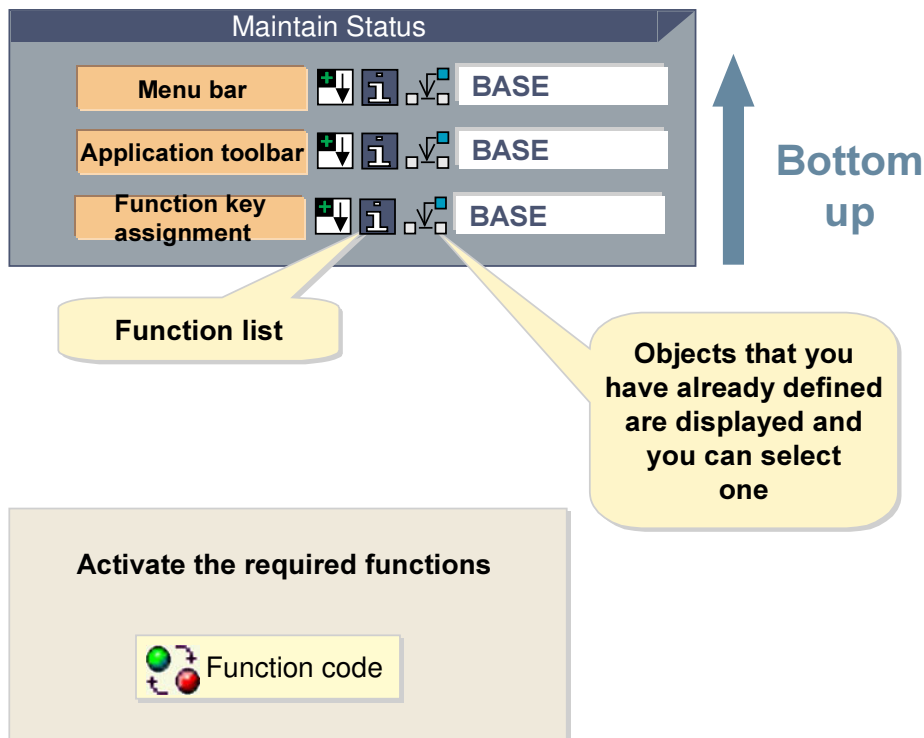 Maintain Status
Menu bar BASE
Application toolbar BASE
Function key
assignment BASE
Bottom
up
Function list
Objects that you
have already defined
are displayed and
you can select
one
Activate the required functions
Function code